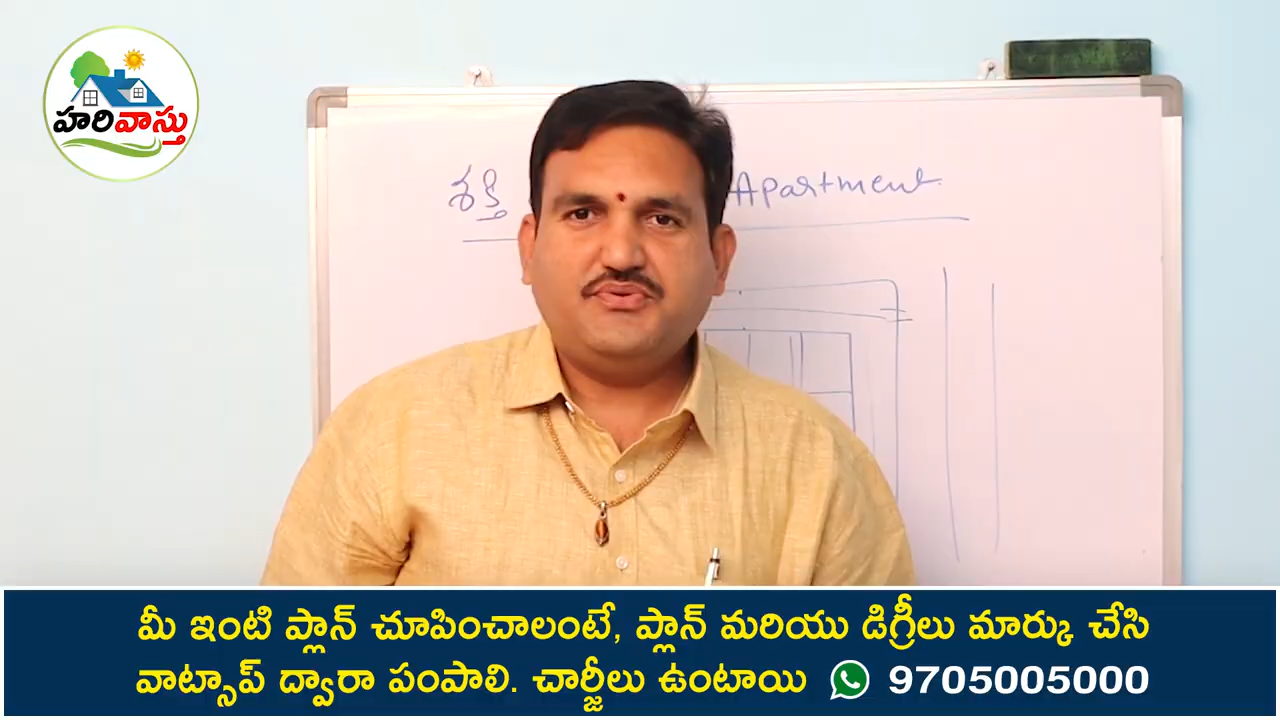 హరివాస్తు
శక్తి Apartment
మీ ఇంటి ప్లాన్ చూపించాలంటే, ప్లాన్ మరియు డిగ్రీలు మార్కు చేసి
వాట్సాప్ ద్వారా పంపాలి. చార్జీలు ఉంటాయి 9705005000